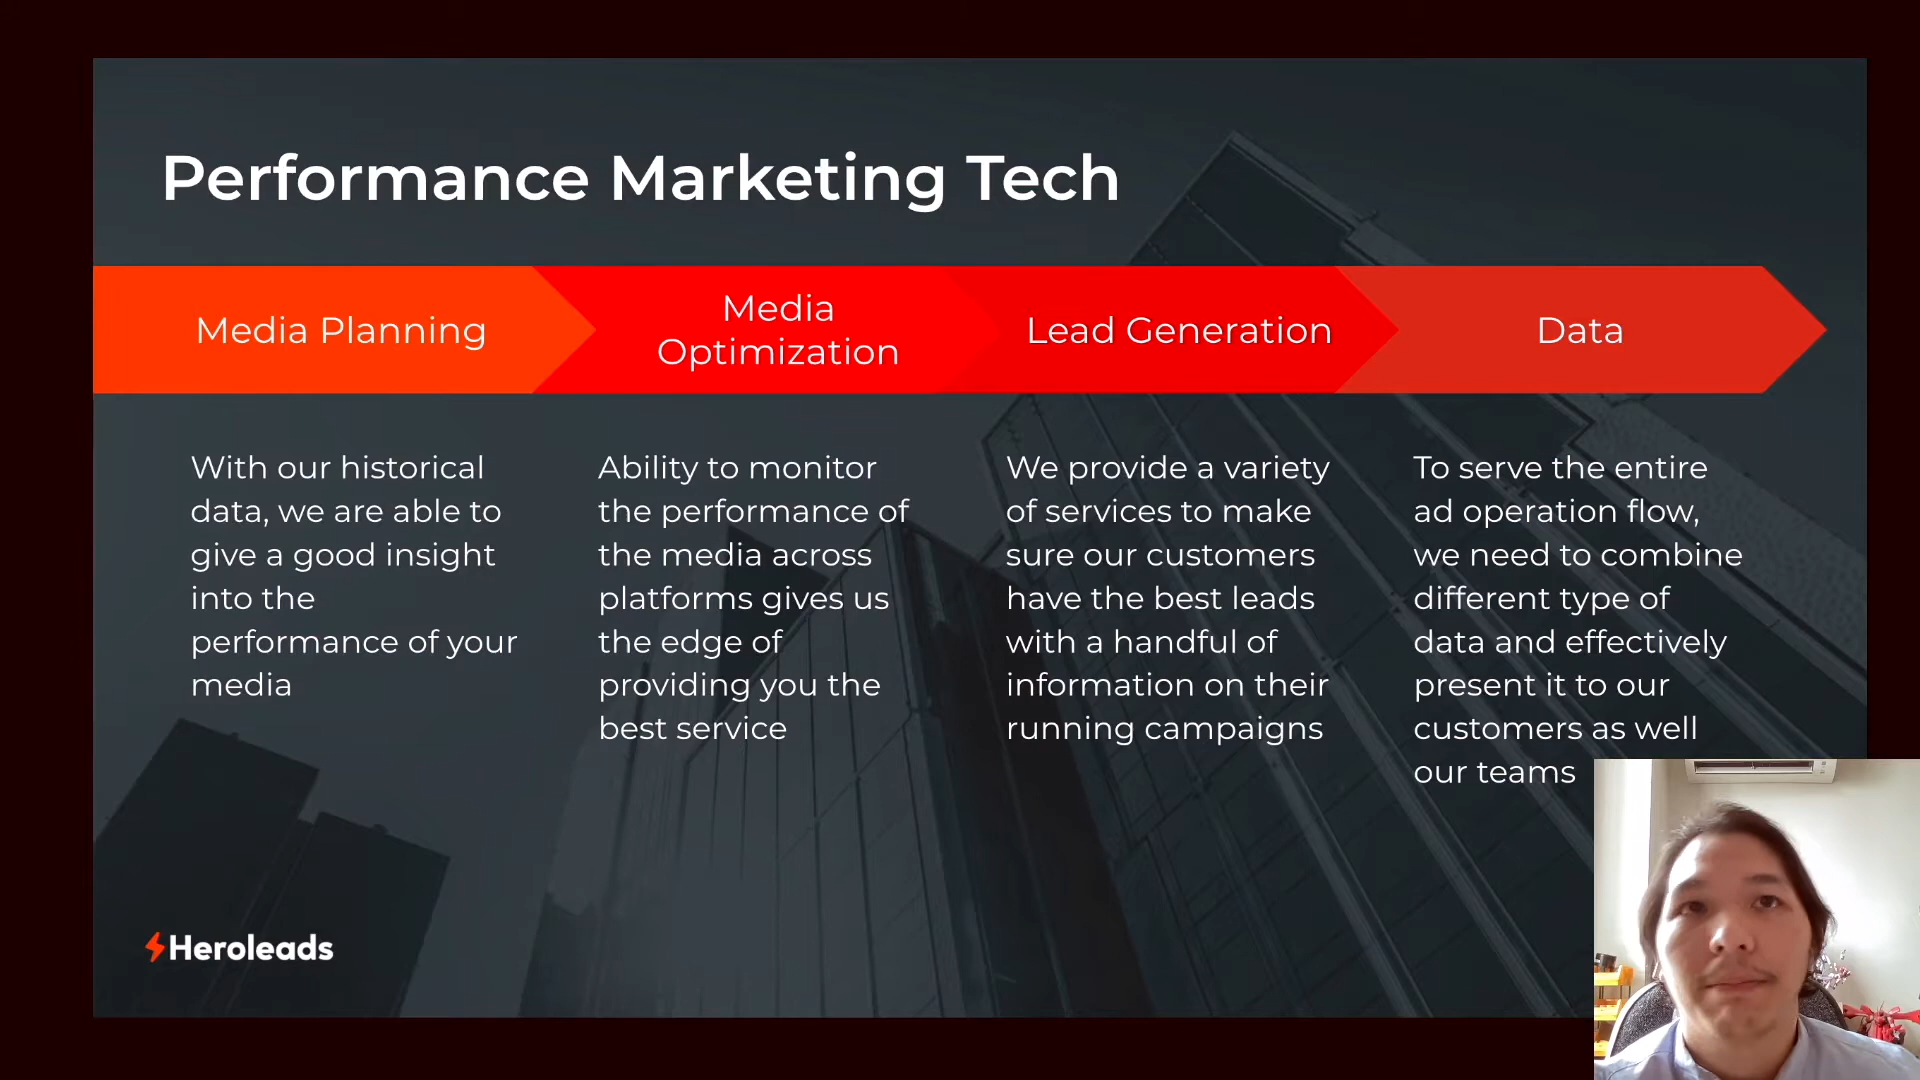 Performance Marketing Tech
Media Planning
Media
Optimization
Lead Generation
Data
With our historical
data, we are able to
give a good insight
into the
performance of your
media
Ability to monitor
the performance of
the media across
platforms gives us
the edge of
providing you the
best service
We provide a variety
of services to make
sure our customers
have the best leads
with a handful of
information on their
running campaigns
To serve the entire
ad operation flow,
we need to combine
different type of
data and effectively
present it to our
customers as well
our teams
Heroleads